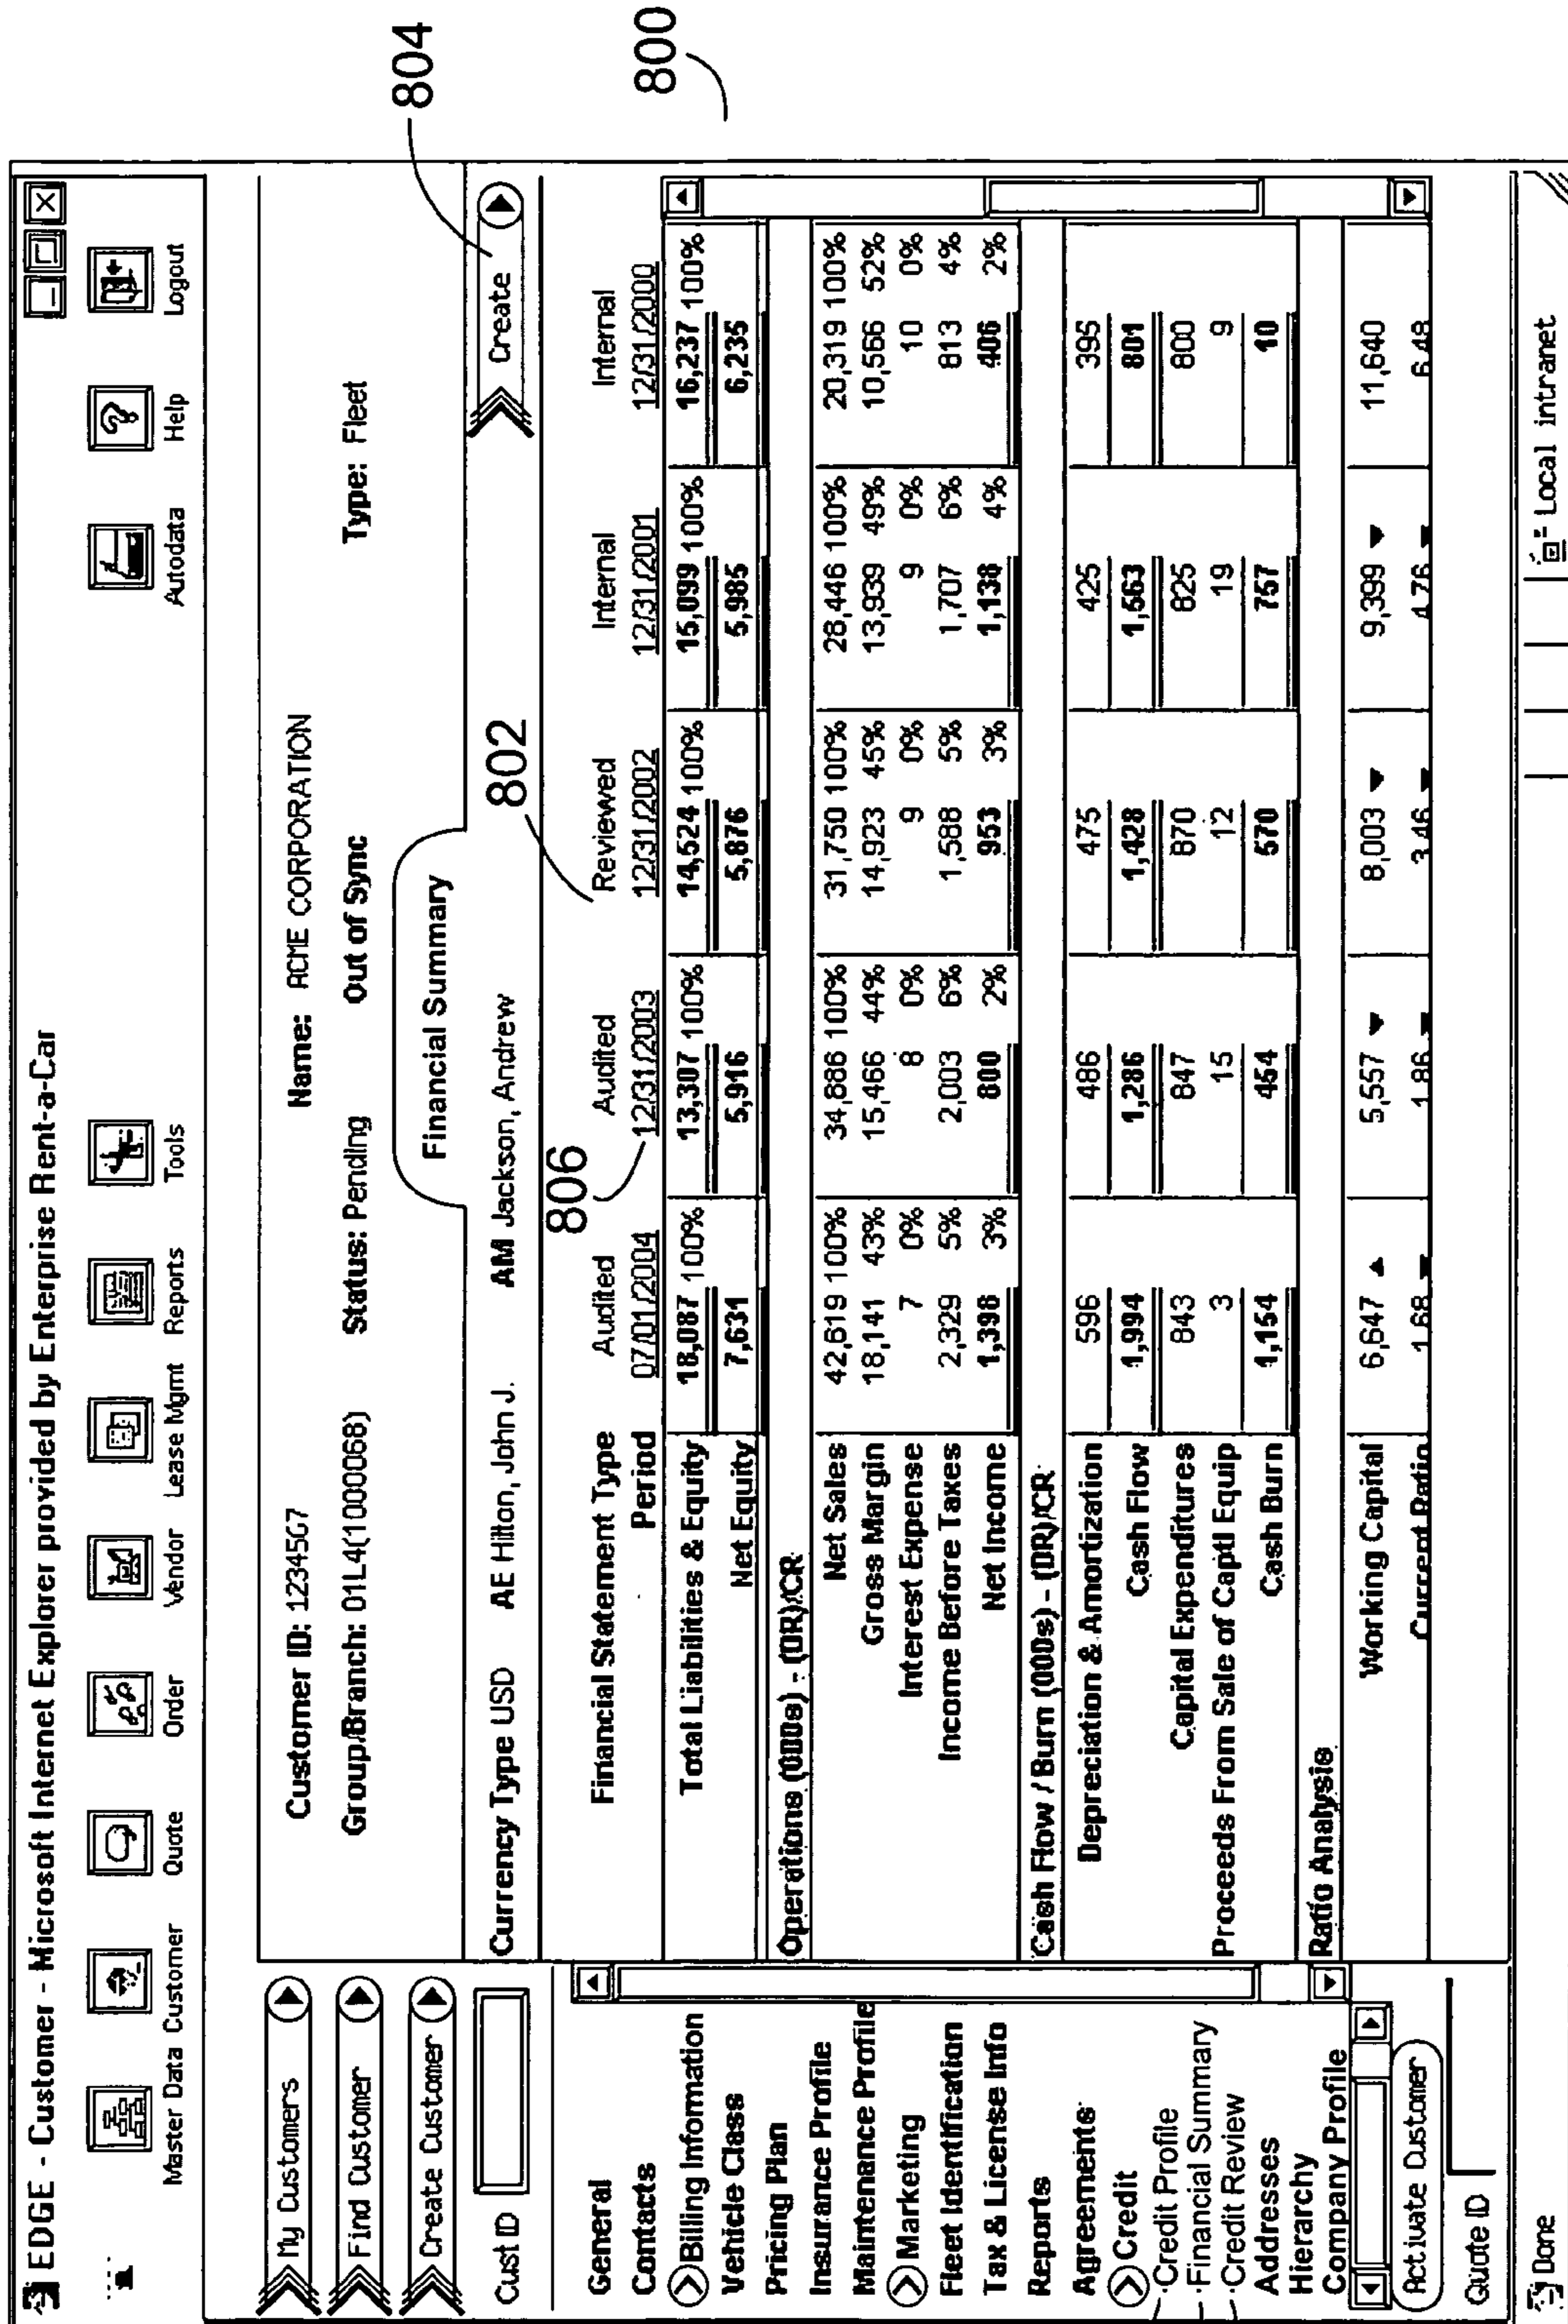 EDGE - Customer - Microsoft Internet Explorer provided by Enterprise Rent-a-Car
Master Data Customer Quote Order Vendor Lease Mgmt Reports Tools Autodata Help Logout
My Customers
Find Customer
Create Customer
Cust ID
General
Contacts
Billing Information
Vehicle Class
Pricing Plan
Insurance Profile
Maintenance Profile
Marketing
Fleet Identification
Tax & License Info
Reports
Agreements
Credit
Credit Profile
Financial Summary
Credit Review
Addresses
Hierarchy
Company Profile
Activate Customer
Quote ID
Customer ID: 1234567 Name: ACME CORPORATION
Group/Branch: 01L4(1000068) Status: Pending Out of Sync Type: Fleet
Financial Summary
Currency Type USD AE Hilton, John J. AM Jackson, Andrew Create
804
806
802
800
Financial Statement Type Audited Audited Reviewed Internal Internal
Period 07/01/2004 12/31/2003 12/31/2002 12/31/2001 12/31/2000
Total Liabilities & Equity 18,087 100% 13,307 100% 14,524 100% 15,099 100% 16,237 100%
Net Equity 7,631 5,916 5,876 5,985 6,235
Operations (000s) - (DR)/CR
Net Sales 42,619 100% 34,886 100% 31,750 100% 28,446 100% 20,319 100%
Gross Margin 18,141 43% 15,466 44% 14,923 45% 13,939 49% 10,566 52%
Interest Expense 7 0% 8 0% 9 0% 9 0% 10 0%
Income Before Taxes 2,329 5% 2,003 6% 1,588 5% 1,707 6% 813 4%
Net Income 1,398 3% 800 2% 953 3% 1,138 4% 406 2%
Cash Flow / Burn (000s) - (DR)/CR
Depreciation & Amortization 596 486 475 425 395
Cash Flow 1,994 1,286 1,428 1,563 801
Capital Expenditures 843 847 870 825 800
Proceeds From Sale of Captl Equip 3 15 12 19 9
Cash Burn 1,154 454 570 757 10
Ratio Analysis
Working Capital 6,647 5,557 8,003 9,399 11,640
Current Ratio 1.68 1.86 3.46 4.76 6.48
Done Local intranet